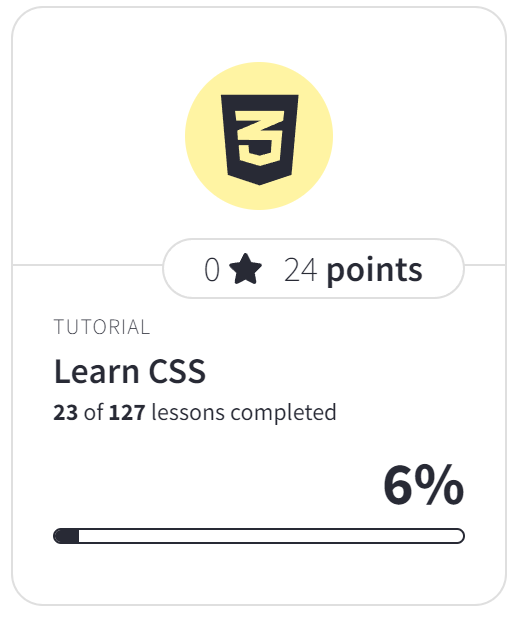 0 ★ 24 points
TUTORIAL
Learn CSS
23 of 127 lessons completed
6%